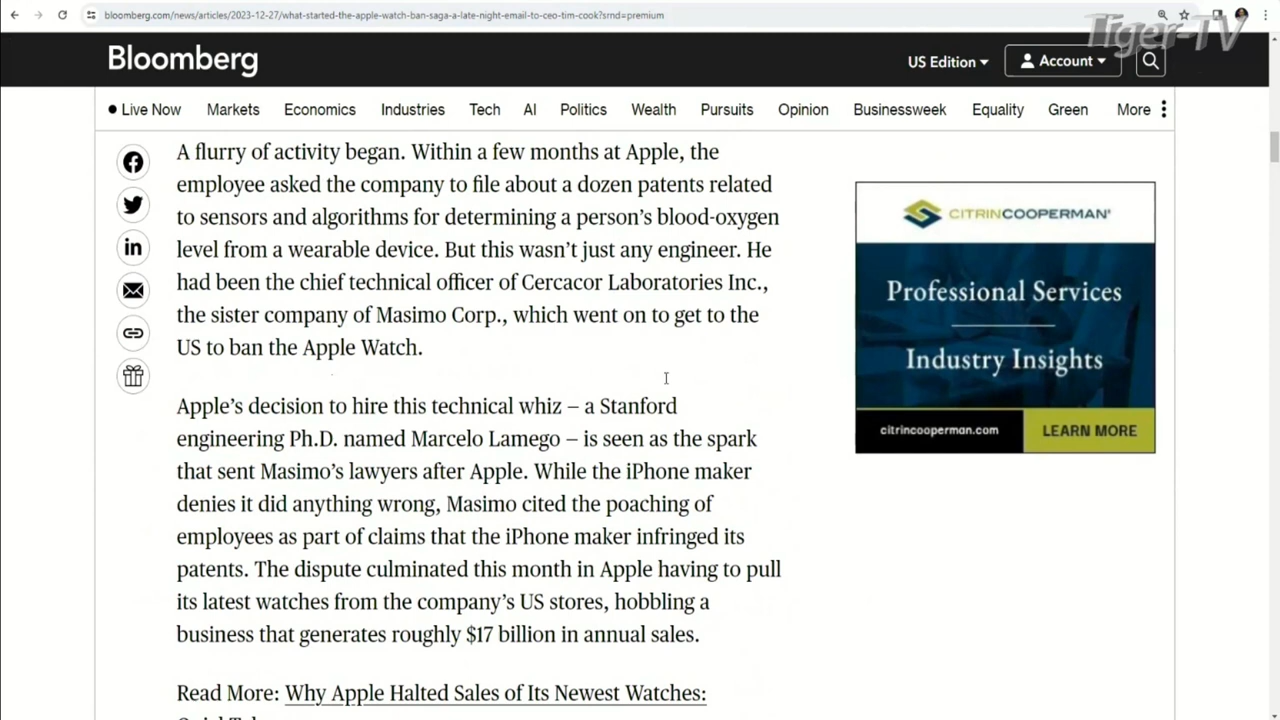 bloomberg.com/news/articles/2023-12-27/what-started-the-apple-watch-ban-saga-a-late-night-email-to-ceo-tim-cook?srnd=premium
Tiger-TV
Bloomberg
US Edition
Account
Live Now
Markets
Economics
Industries
Tech
AI
Politics
Wealth
Pursuits
Opinion
Businessweek
Equality
Green
More
A flurry of activity began. Within a few months at Apple, the
employee asked the company to file about a dozen patents related
to sensors and algorithms for determining a person’s blood-oxygen
level from a wearable device. But this wasn’t just any engineer. He
had been the chief technical officer of Cercacor Laboratories Inc.,
the sister company of Masimo Corp., which went on to get to the
US to ban the Apple Watch.
Apple’s decision to hire this technical whiz – a Stanford
engineering Ph.D. named Marcelo Lamego – is seen as the spark
that sent Masimo’s lawyers after Apple. While the iPhone maker
denies it did anything wrong, Masimo cited the poaching of
employees as part of claims that the iPhone maker infringed its
patents. The dispute culminated this month in Apple having to pull
its latest watches from the company’s US stores, hobbling a
business that generates roughly $17 billion in annual sales.
Read More: Why Apple Halted Sales of Its Newest Watches:
CITRINCOOPERMAN
Professional Services
Industry Insights
citrincooperman.com
LEARN MORE